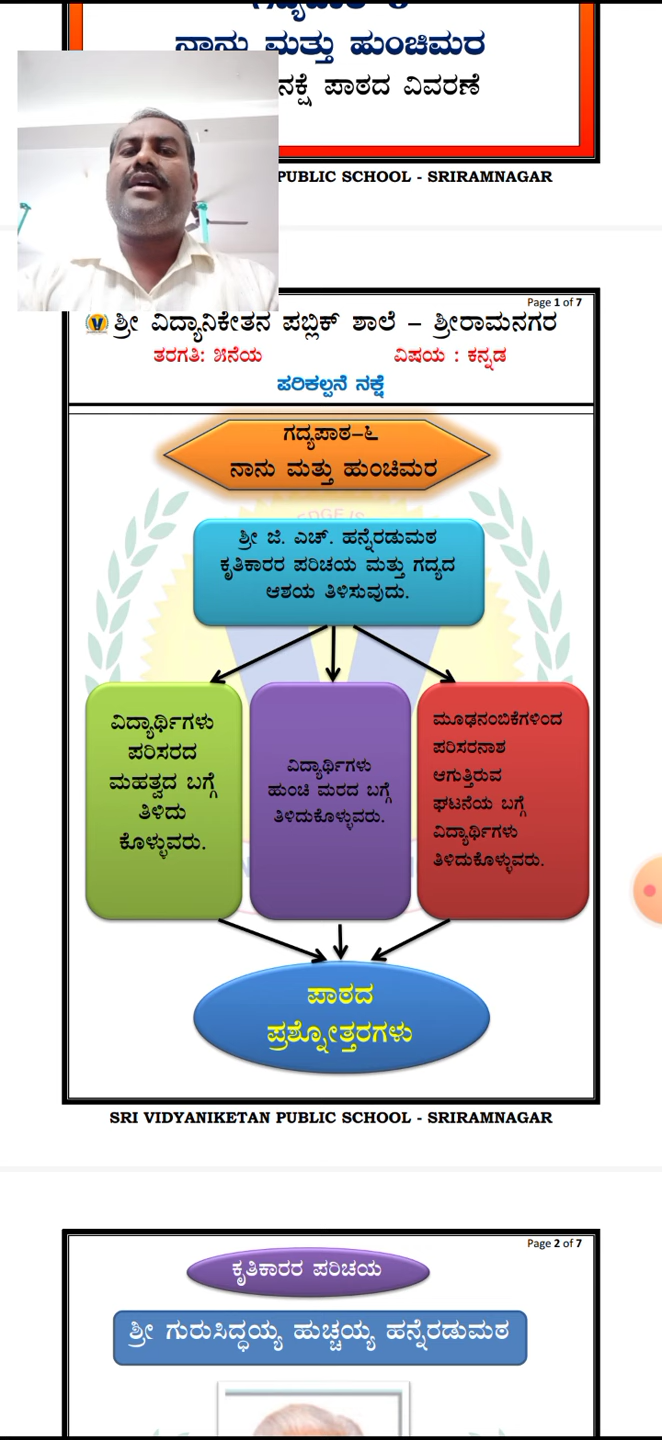 ನಾನು ಮತ್ತು ಹುಂಚಿಮರ
ನಕ್ಷೆ ಪಾಠದ ವಿವರಣೆ
PUBLIC SCHOOL - SRIRAMNAGAR
Page 1 of 7
ಶ್ರೀ ವಿದ್ಯಾನಿಕೇತನ ಪಬ್ಲಿಕ್ ಶಾಲೆ – ಶ್ರೀರಾಮನಗರ
ತರಗತಿ: ೫ನೆಯ ವಿಷಯ : ಕನ್ನಡ
ಪರಿಕಲ್ಪನೆ ನಕ್ಷೆ
ಗದ್ಯಪಾಠ–೬
ನಾನು ಮತ್ತು ಹುಂಚಿಮರ
ಶ್ರೀ ಜಿ. ಎಚ್. ಹನ್ನೆರಡುಮಠ
ಕೃತಿಕಾರರ ಪರಿಚಯ ಮತ್ತು ಗದ್ಯದ
ಆಶಯ ತಿಳಿಸುವುದು.
ವಿದ್ಯಾರ್ಥಿಗಳು
ಪರಿಸರದ
ಮಹತ್ವದ ಬಗ್ಗೆ
ತಿಳಿದು
ಕೊಳ್ಳುವರು.
ವಿದ್ಯಾರ್ಥಿಗಳು
ಹುಂಚಿ ಮರದ ಬಗ್ಗೆ
ತಿಳಿದುಕೊಳ್ಳುವರು.
ಮೂಢನಂಬಿಕೆಗಳಿಂದ
ಪರಿಸರನಾಶ
ಆಗುತ್ತಿರುವ
ಘಟನೆಯ ಬಗ್ಗೆ
ವಿದ್ಯಾರ್ಥಿಗಳು
ತಿಳಿದುಕೊಳ್ಳುವರು.
ಪಾಠದ
ಪ್ರಶ್ನೋತ್ತರಗಳು
SRI VIDYANIKETAN PUBLIC SCHOOL - SRIRAMNAGAR
Page 2 of 7
ಕೃತಿಕಾರರ ಪರಿಚಯ
ಶ್ರೀ ಗುರುಸಿದ್ಧಯ್ಯ ಹುಚ್ಚಯ್ಯ ಹನ್ನೆರಡುಮಠ